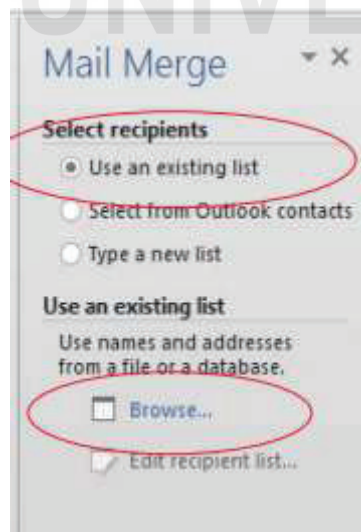 UNIVE
Mail Merge
Select recipients
Use an existing list
Select from Outlook contacts
Type a new list
Use an existing list
Use names and addresses
from a file or a database.
Browse...
Edit recipient list...